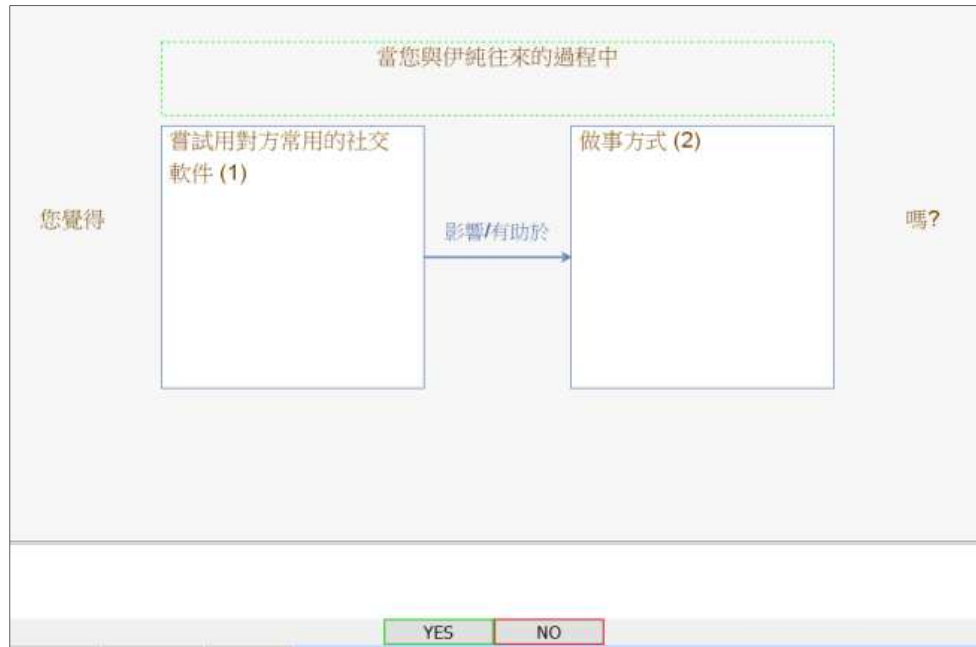 當您與伊純往來的過程中
嘗試用對方常用的社交
軟件 (1)
做事方式 (2)
您覺得
影響/有助於
嗎?
YES
NO